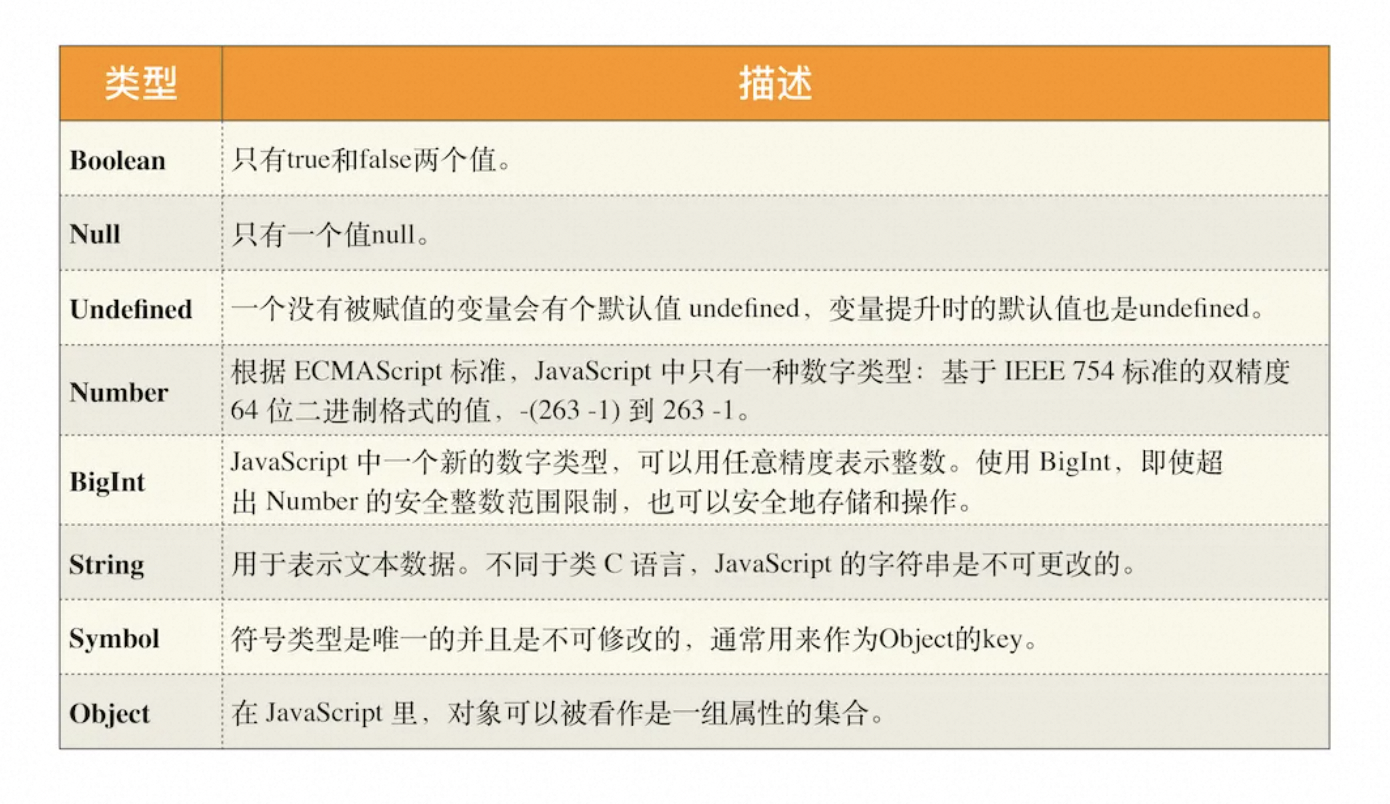 类型 描述
Boolean 只有true和false两个值。
Null 只有一个值null。
Undefined 一个没有被赋值的变量会有个默认值 undefined，变量提升时的默认值也是undefined。
Number 根据 ECMAScript 标准，JavaScript 中只有一种数字类型：基于 IEEE 754 标准的双精度
64 位二进制格式的值，-(263 -1) 到 263 -1。
BigInt JavaScript 中一个新的数字类型，可以用任意精度表示整数。使用 BigInt，即使超
出 Number 的安全整数范围限制，也可以安全地存储和操作。
String 用于表示文本数据。不同于类 C 语言，JavaScript 的字符串是不可更改的。
Symbol 符号类型是唯一的并且是不可修改的，通常用来作为Object的key。
Object 在 JavaScript 里，对象可以被看作是一组属性的集合。